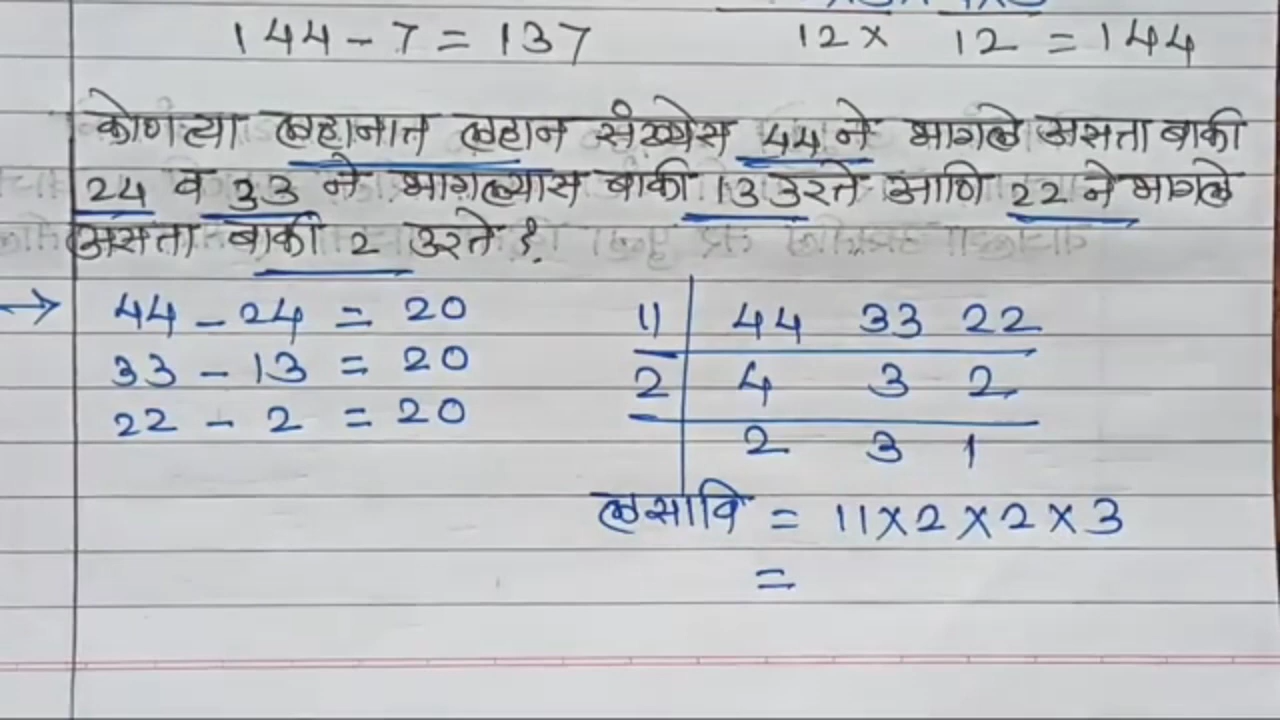 144 - 7 = 137
12 × 12 = 144
कोणत्या लहानात लहान संख्येस 44 ने भागले असता बाकी
24 व 33 ने भागल्यास बाकी 13 उरते आणि 22 ने भागले
असता बाकी 2 उरते ?
→ 44 - 24 = 20
33 - 13 = 20
22 - 2 = 20
11 | 44 33 22
2 | 4 3 2
2 3 1
लसावि = 11 × 2 × 2 × 3
=